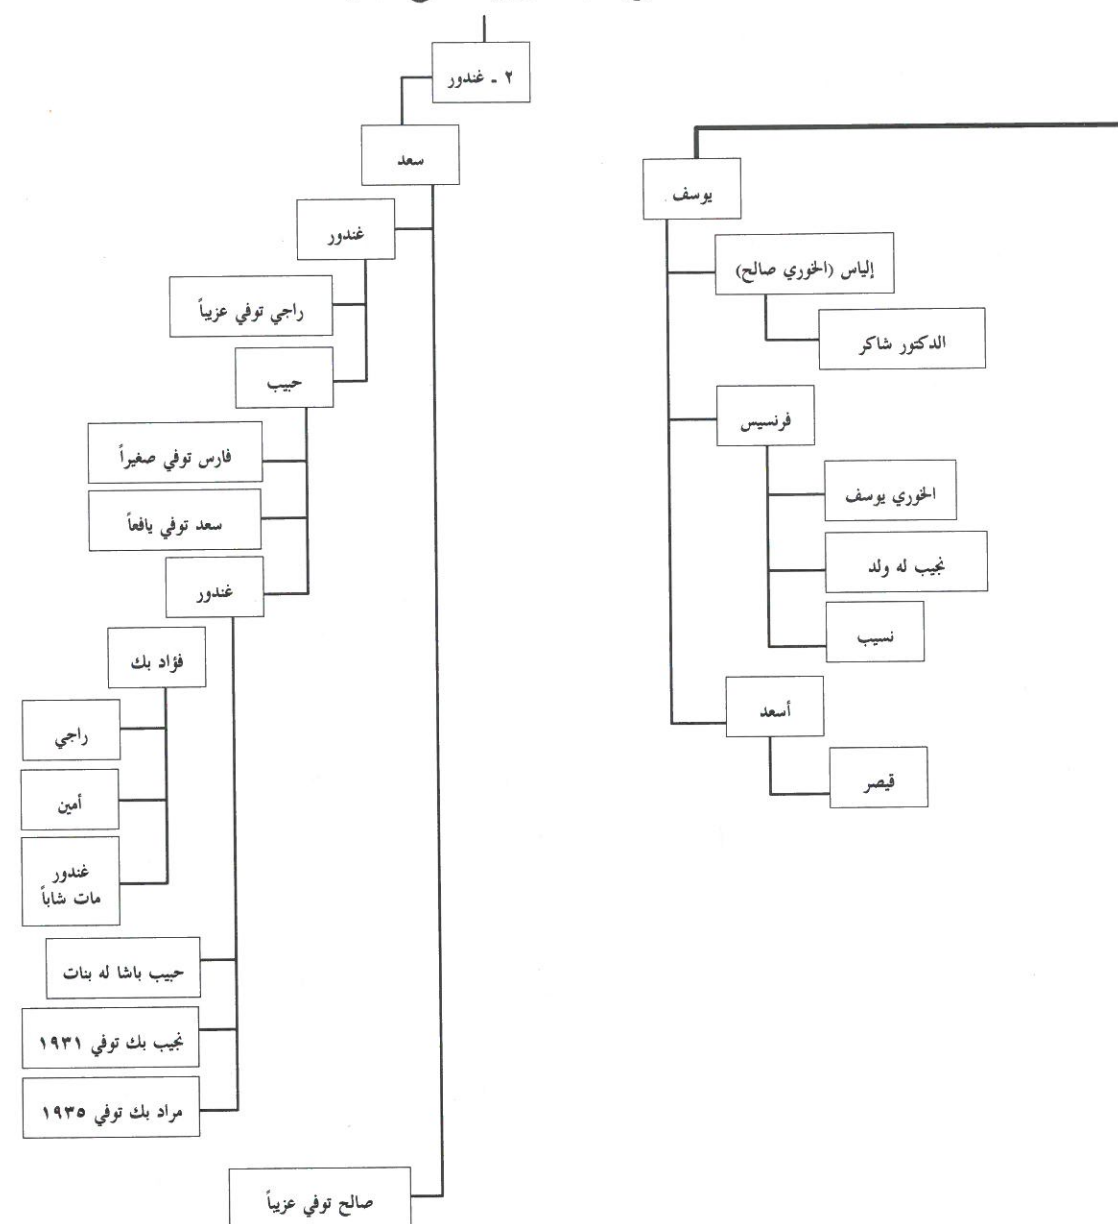 ٢ ـ غندور
سعد
غندور
راجي توفي عزيباً
حبيب
فارس توفي صغيراً
سعد توفي يافعاً
غندور
فؤاد بك
راجي
أمين
غندور
مات شاباً
حبيب باشا له بنات
نجيب بك توفي ١٩٣١
مراد بك توفي ١٩٣٥
صالح توفي عزيباً
يوسف
إلياس (الخوري صالح)
الدكتور شاكر
فرنسيس
الخوري يوسف
نجيب له ولد
نسيب
أسعد
قيصر